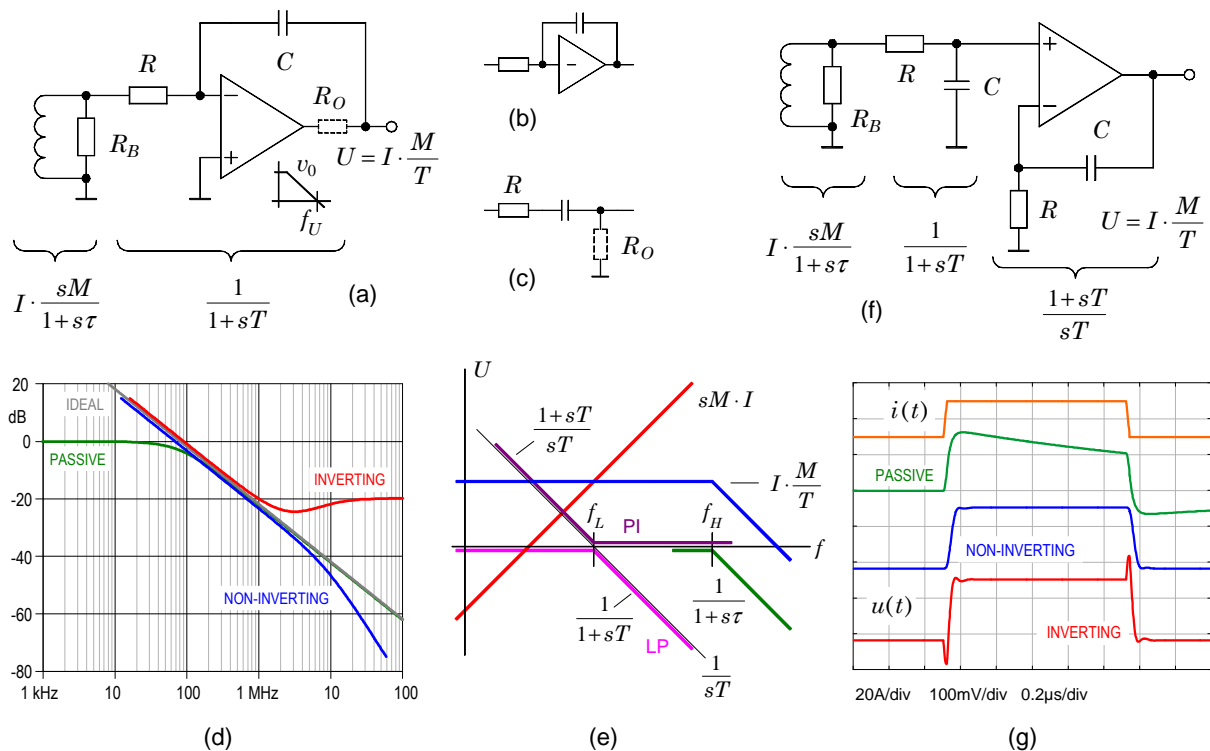 C
R
R_O
R_B
v_0
f_U
U = I · M/T
I · sM/(1+sτ)
1/(1+sT)
(a)
(b)
R
R_O
(c)
R
C
R_B
C
R
U = I · M/T
I · sM/(1+sτ)
1/(1+sT)
(1+sT)/(sT)
(f)
20
dB
0
-20
-40
-60
-80
IDEAL
PASSIVE
INVERTING
NON-INVERTING
1 kHz 10 100 1 MHz 10 100
(d)
U
(1+sT)/(sT)
sM · I
I · M/T
f_L
f_H
PI
f
1/(1+sT)
1/(1+sτ)
LP
1/(sT)
(e)
i(t)
PASSIVE
NON-INVERTING
u(t)
INVERTING
20A/div 100mV/div 0.2µs/div
(g)